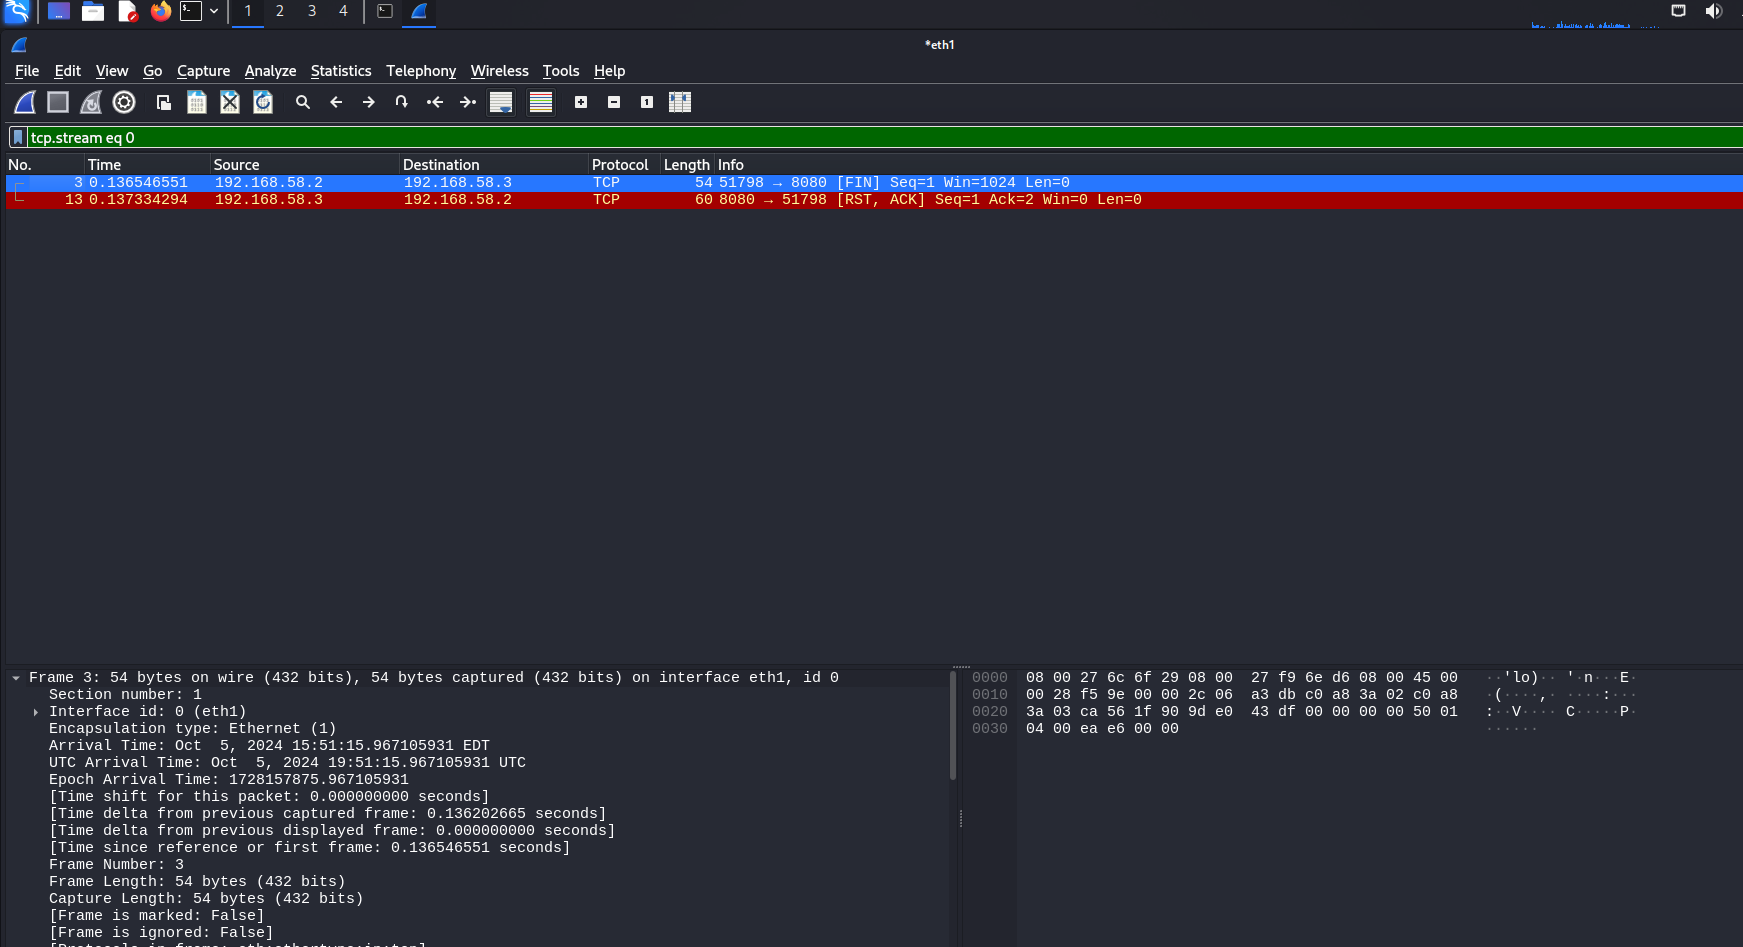 1 2 3 4
*eth1
File Edit View Go Capture Analyze Statistics Telephony Wireless Tools Help
tcp.stream eq 0
No. Time Source Destination Protocol Length Info
3 0.136546551 192.168.58.2 192.168.58.3 TCP 54 51798 → 8080 [FIN] Seq=1 Win=1024 Len=0
13 0.137334294 192.168.58.3 192.168.58.2 TCP 60 8080 → 51798 [RST, ACK] Seq=1 Ack=2 Win=0 Len=0
Frame 3: 54 bytes on wire (432 bits), 54 bytes captured (432 bits) on interface eth1, id 0
Section number: 1
Interface id: 0 (eth1)
Encapsulation type: Ethernet (1)
Arrival Time: Oct  5, 2024 15:51:15.967105931 EDT
UTC Arrival Time: Oct  5, 2024 19:51:15.967105931 UTC
Epoch Arrival Time: 1728157875.967105931
[Time shift for this packet: 0.000000000 seconds]
[Time delta from previous captured frame: 0.136202665 seconds]
[Time delta from previous displayed frame: 0.000000000 seconds]
[Time since reference or first frame: 0.136546551 seconds]
Frame Number: 3
Frame Length: 54 bytes (432 bits)
Capture Length: 54 bytes (432 bits)
[Frame is marked: False]
[Frame is ignored: False]
[Protocols in frame: eth:ethertype:ip:tcp]
0000 08 00 27 6c 6f 29 08 00 27 f9 6e d6 08 00 45 00 ··'lo)·· '·n···E·
0010 00 28 f5 9e 00 00 2c 06 a3 db c0 a8 3a 02 c0 a8 ·(····,· ····:···
0020 3a 03 ca 56 1f 90 9d e0 43 df 00 00 00 00 50 01 :··V···· C·····P·
0030 04 00 ea e6 00 00 ······